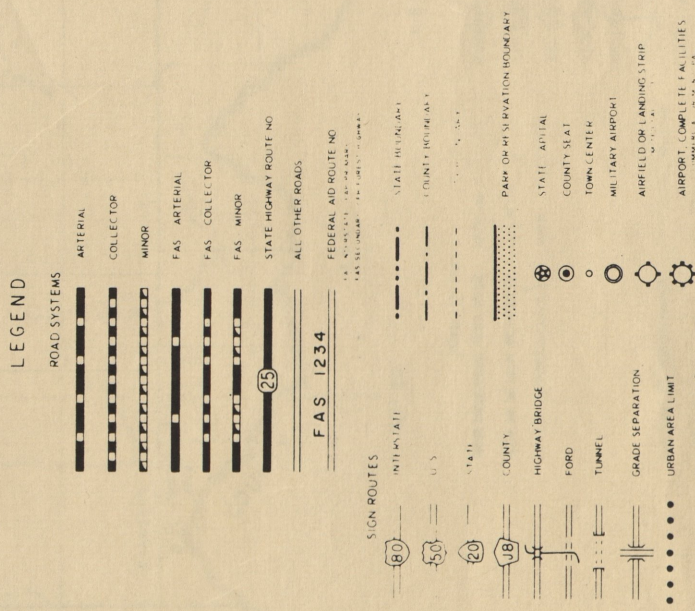 LEGEND
ROAD SYSTEMS
ARTERIAL
COLLECTOR
MINOR
FAS ARTERIAL
FAS COLLECTOR
FAS MINOR
25 STATE HIGHWAY ROUTE NO
ALL OTHER ROADS
FAS 1234 FEDERAL AID ROUTE NO
SIGN ROUTES
80 INTERSTATE
50 U S
20 STATE
J8 COUNTY
HIGHWAY BRIDGE
FORD
TUNNEL
GRADE SEPARATION
URBAN AREA LIMIT
STATE BOUNDARY
COUNTY BOUNDARY
PARK OR RESERVATION BOUNDARY
STATE CAPITAL
COUNTY SEAT
TOWN CENTER
MILITARY AIRPORT
AIRFIELD OR LANDING STRIP
AIRPORT, COMPLETE FACILITIES